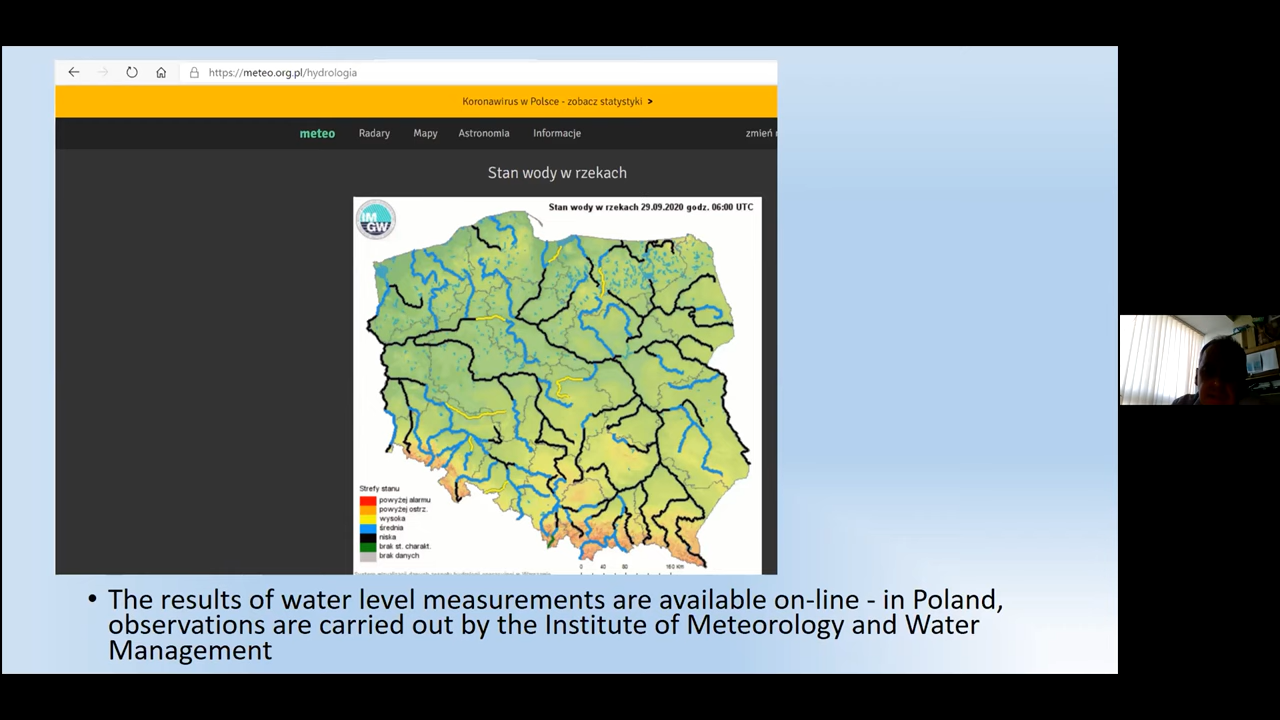 https://meteo.org.pl/hydrologia
Koronawirus w Polsce - zobacz statystyki >
meteo Radary Mapy Astronomia Informacje zmień
Stan wody w rzekach
Stan wody w rzekach 29.09.2020 godz. 06:00 UTC
IM
GW
Strefy stanu
powyżej alarmu
powyżej ostrz.
wysoka
średnia
niska
brak st. charakt.
brak danych
0 40 80 160 km
• The results of water level measurements are available on-line - in Poland,
observations are carried out by the Institute of Meteorology and Water
Management